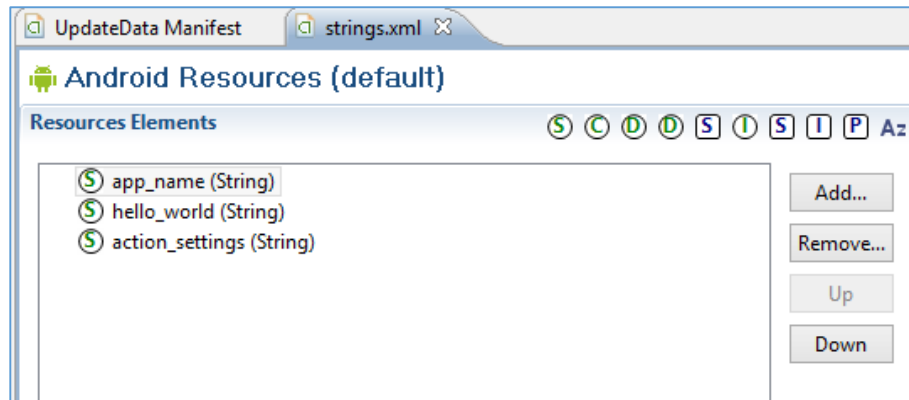 UpdateData Manifest
strings.xml
Android Resources (default)
Resources Elements
S C D D S I S I P Az
S app_name (String)
S hello_world (String)
S action_settings (String)
Add...
Remove...
Up
Down